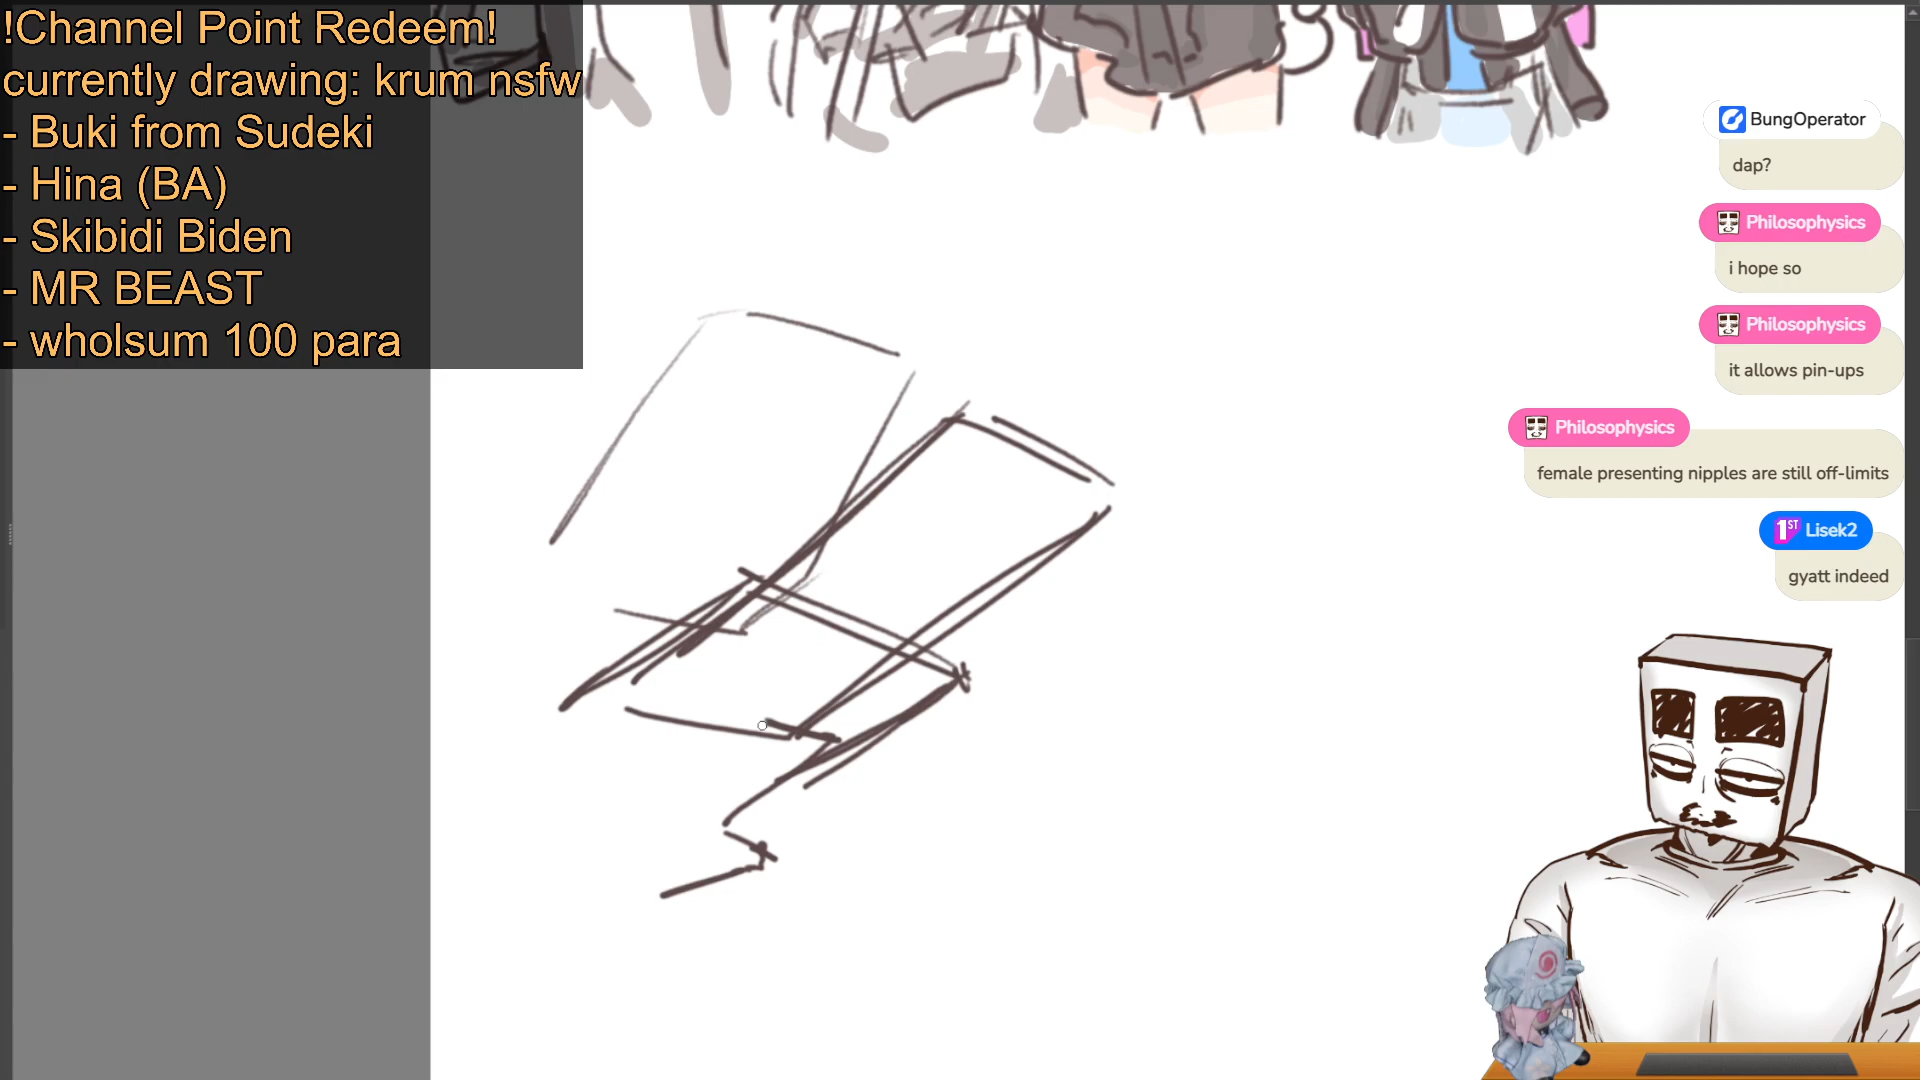 !Channel Point Redeem!
currently drawing: krum nsfw
- Buki from Sudeki
- Hina (BA)
- Skibidi Biden
- MR BEAST
- wholsum 100 para
BungOperator
dap?
Philosophysics
i hope so
Philosophysics
it allows pin-ups
Philosophysics
female presenting nipples are still off-limits
1ST Lisek2
gyatt indeed